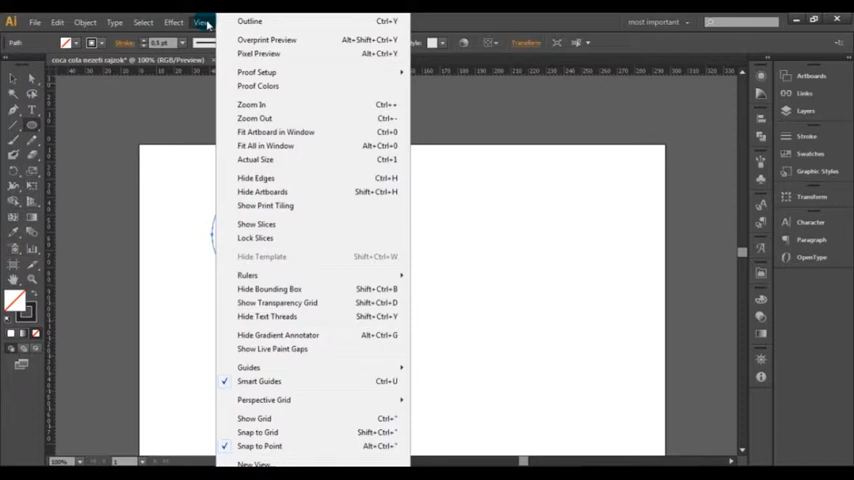 Ai File Edit Object Type Select Effect View most important
Path Stroke: 0,5 pt Transform
coca cola nezeti rajzok* @ 100% (RGB/Preview)
Outline Ctrl+Y
Overprint Preview Alt+Shift+Ctrl+Y
Pixel Preview Alt+Ctrl+Y
Proof Setup
Proof Colors
Zoom In Ctrl++
Zoom Out Ctrl+-
Fit Artboard in Window Ctrl+0
Fit All in Window Alt+Ctrl+0
Actual Size Ctrl+1
Hide Edges Ctrl+H
Hide Artboards Shift+Ctrl+H
Show Print Tiling
Show Slices
Lock Slices
Hide Template Shift+Ctrl+W
Rulers
Hide Bounding Box Shift+Ctrl+B
Show Transparency Grid Shift+Ctrl+D
Hide Text Threads Shift+Ctrl+Y
Hide Gradient Annotator Alt+Ctrl+G
Show Live Paint Gaps
Guides
Smart Guides Ctrl+U
Perspective Grid
Show Grid Ctrl+"
Snap to Grid Shift+Ctrl+"
Snap to Point Alt+Ctrl+"
New View...
Artboards
Links
Layers
Stroke
Swatches
Graphic Styles
Transform
Character
Paragraph
OpenType
100% 1